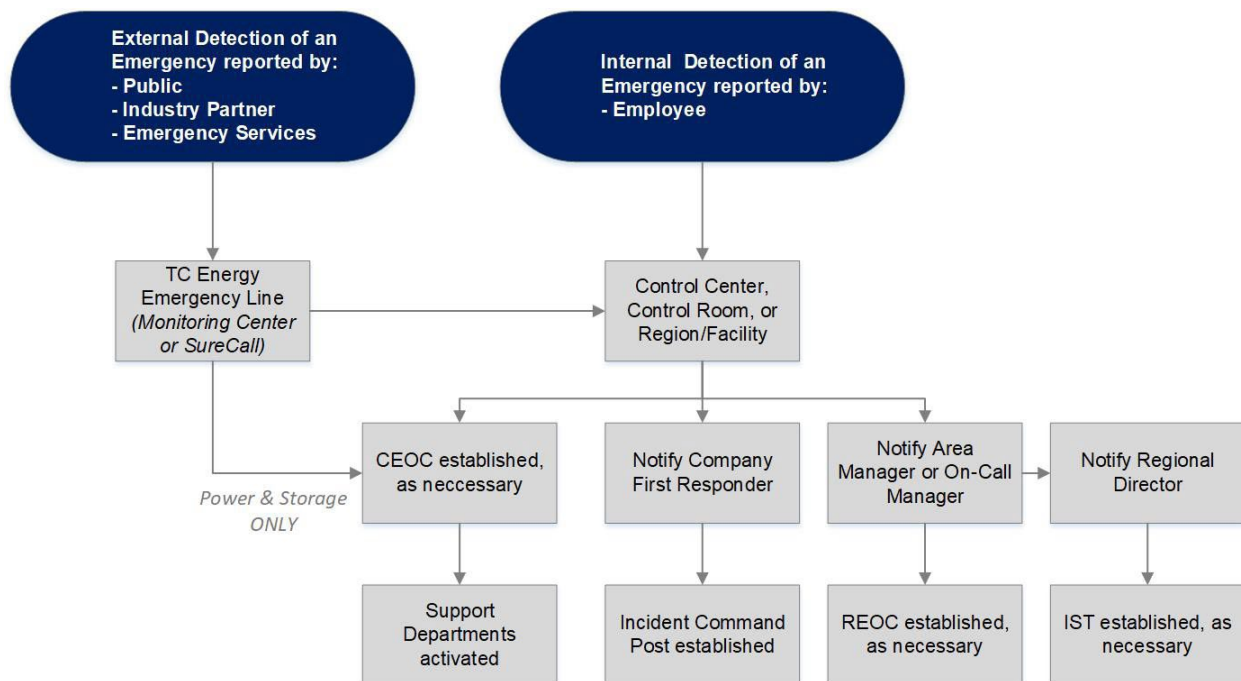 External Detection of an
Emergency reported by:
- Public
- Industry Partner
- Emergency Services
Internal Detection of an
Emergency reported by:
- Employee
TC Energy
Emergency Line
(Monitoring Center
or SureCall)
Control Center,
Control Room, or
Region/Facility
Power & Storage
ONLY
CEOC established,
as neccessary
Notify Company
First Responder
Notify Area
Manager or On-Call
Manager
Notify Regional
Director
Support
Departments
activated
Incident Command
Post established
REOC established,
as necessary
IST established, as
necessary